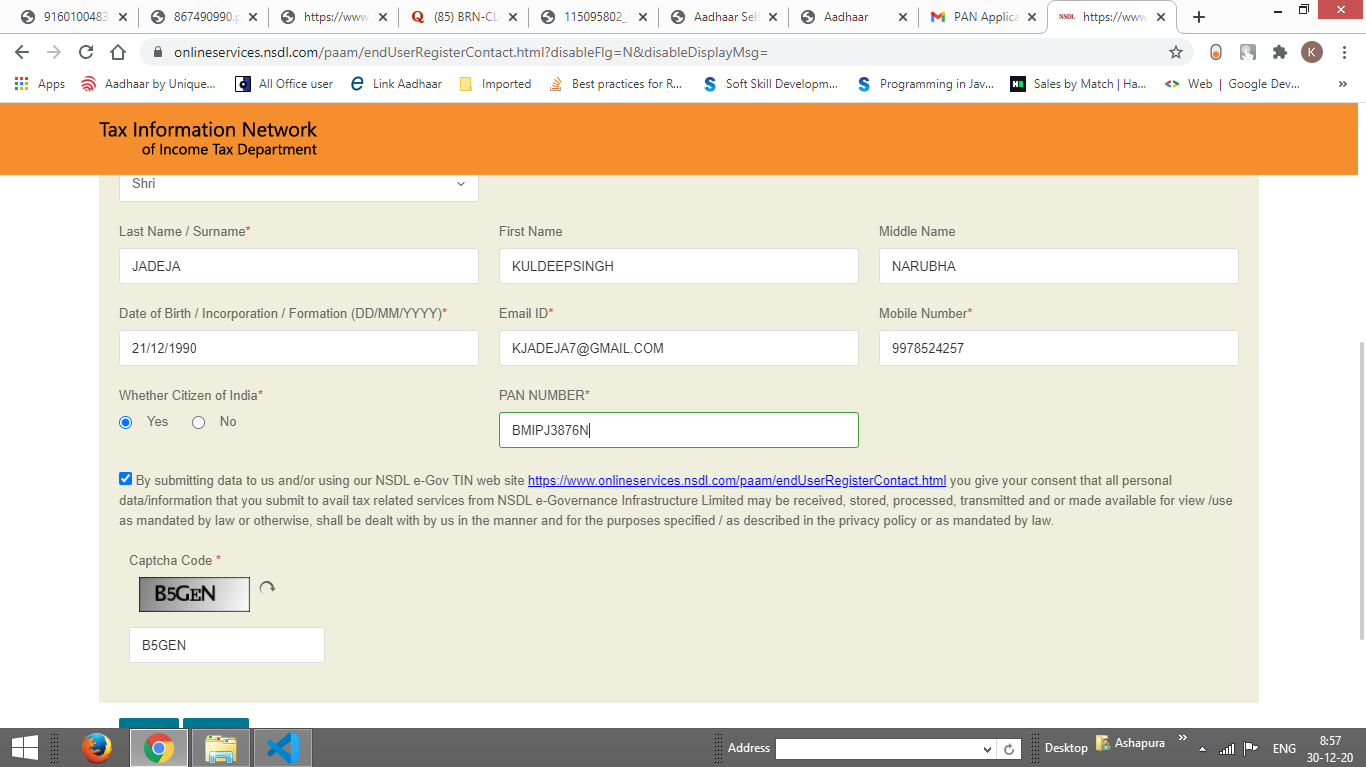 9160100483
867490990.p
https://www
(85) BRN-CL
115095802_
Aadhaar Sel
Aadhaar
PAN Applica
NSDL https://www
onlineservices.nsdl.com/paam/endUserRegisterContact.html?disableFlg=N&disableDisplayMsg=
K
Apps
Aadhaar by Unique...
All Office user
Link Aadhaar
Imported
Best practices for R...
Soft Skill Developm...
Programming in Jav...
Sales by Match | Ha...
Web | Google Dev...
»
Tax Information Network
of Income Tax Department
Shri
Last Name / Surname*
First Name
Middle Name
JADEJA
KULDEEPSINGH
NARUBHA
Date of Birth / Incorporation / Formation (DD/MM/YYYY)*
Email ID*
Mobile Number*
21/12/1990
KJADEJA7@GMAIL.COM
9978524257
Whether Citizen of India*
PAN NUMBER*
Yes
No
BMIPJ3876N
By submitting data to us and/or using our NSDL e-Gov TIN web site https://www.onlineservices.nsdl.com/paam/endUserRegisterContact.html you give your consent that all personal
data/information that you submit to avail tax related services from NSDL e-Governance Infrastructure Limited may be received, stored, processed, transmitted and or made available for view /use
as mandated by law or otherwise, shall be dealt with by us in the manner and for the purposes specified / as described in the privacy policy or as mandated by law.
Captcha Code *
B5GEN
B5GEN
Address
Desktop
Ashapura
»
ENG
8:57
30-12-20